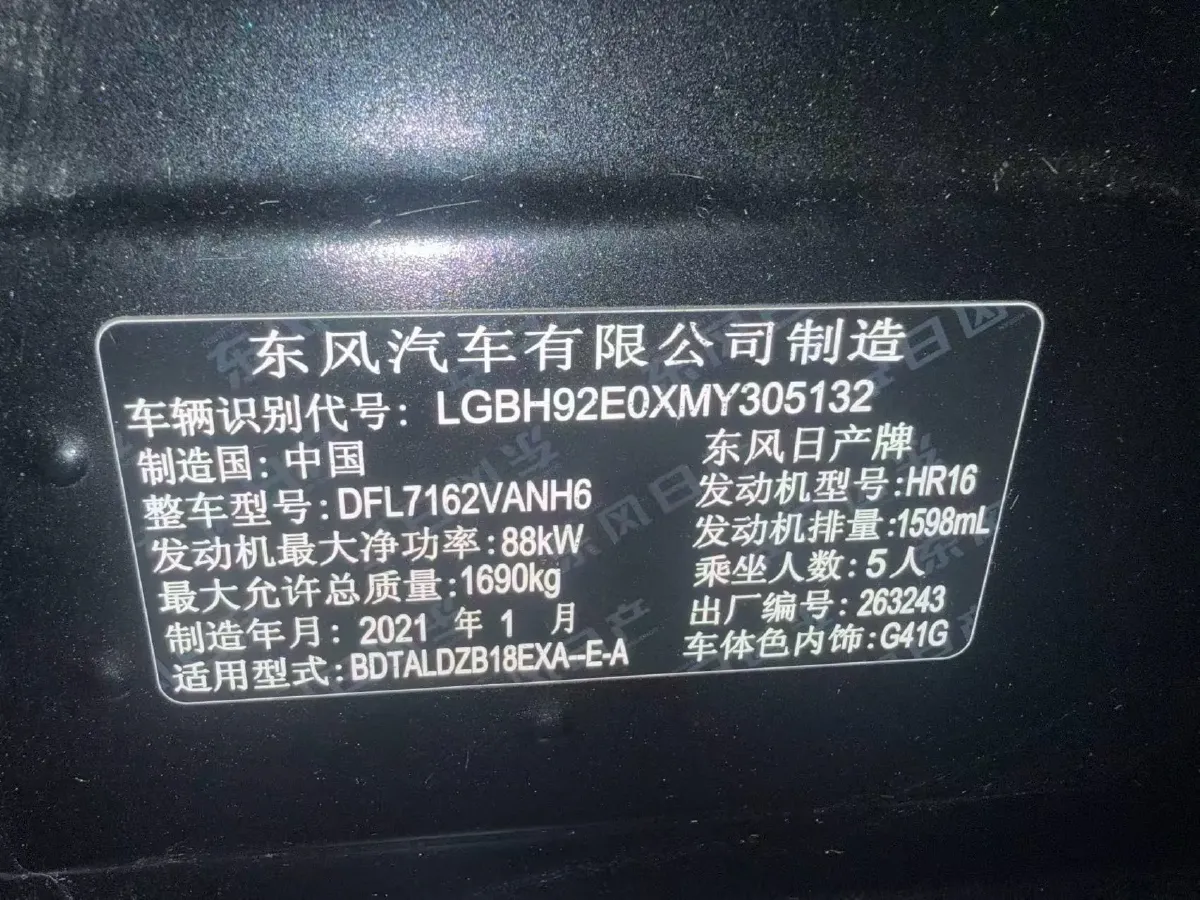 东风汽车有限公司制造
车辆识别代号: LGBH92E0XMY305132
制造国: 中国 东风日产牌
整车型号: DFL7162VANH6 发动机型号: HR16
发动机最大净功率: 88kW 发动机排量: 1598mL
最大允许总质量: 1690kg 乘坐人数: 5人
制造年月: 2021 年 1 月 出厂编号: 263243
适用型式: BDTALDZB18EXA--E-A 车体色内饰: G41G